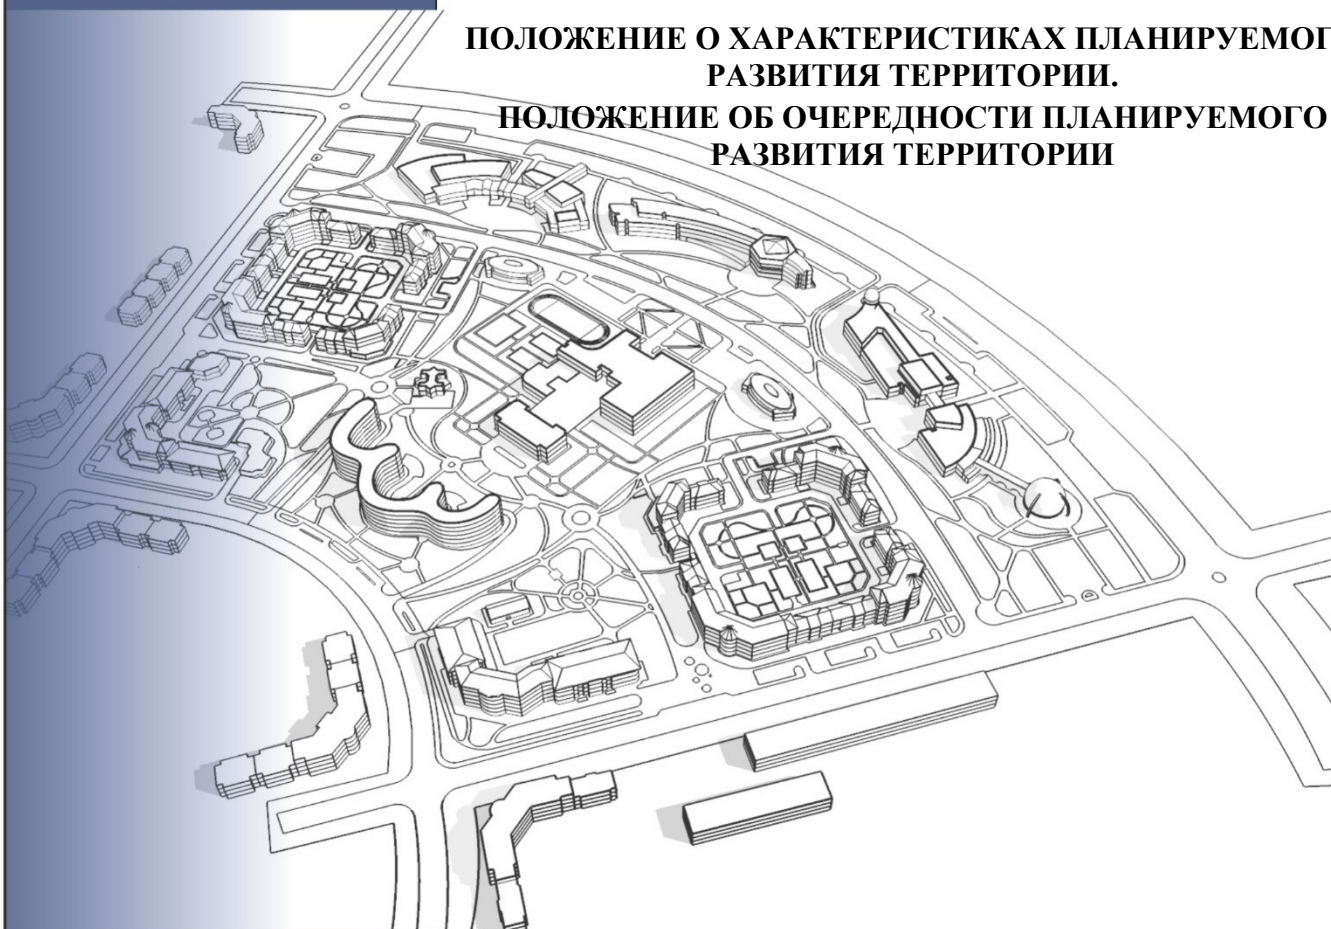 ПОЛОЖЕНИЕ О ХАРАКТЕРИСТИКАХ ПЛАНИРУЕМОГ
РАЗВИТИЯ ТЕРРИТОРИИ.
ПОЛОЖЕНИЕ ОБ ОЧЕРЕДНОСТИ ПЛАНИРУЕМОГО
РАЗВИТИЯ ТЕРРИТОРИИ